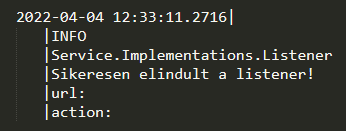 2022-04-04 12:33:11.2716|
|INFO
|Service.Implementations.Listener
|Sikeresen elindult a listener!
|url:
|action: